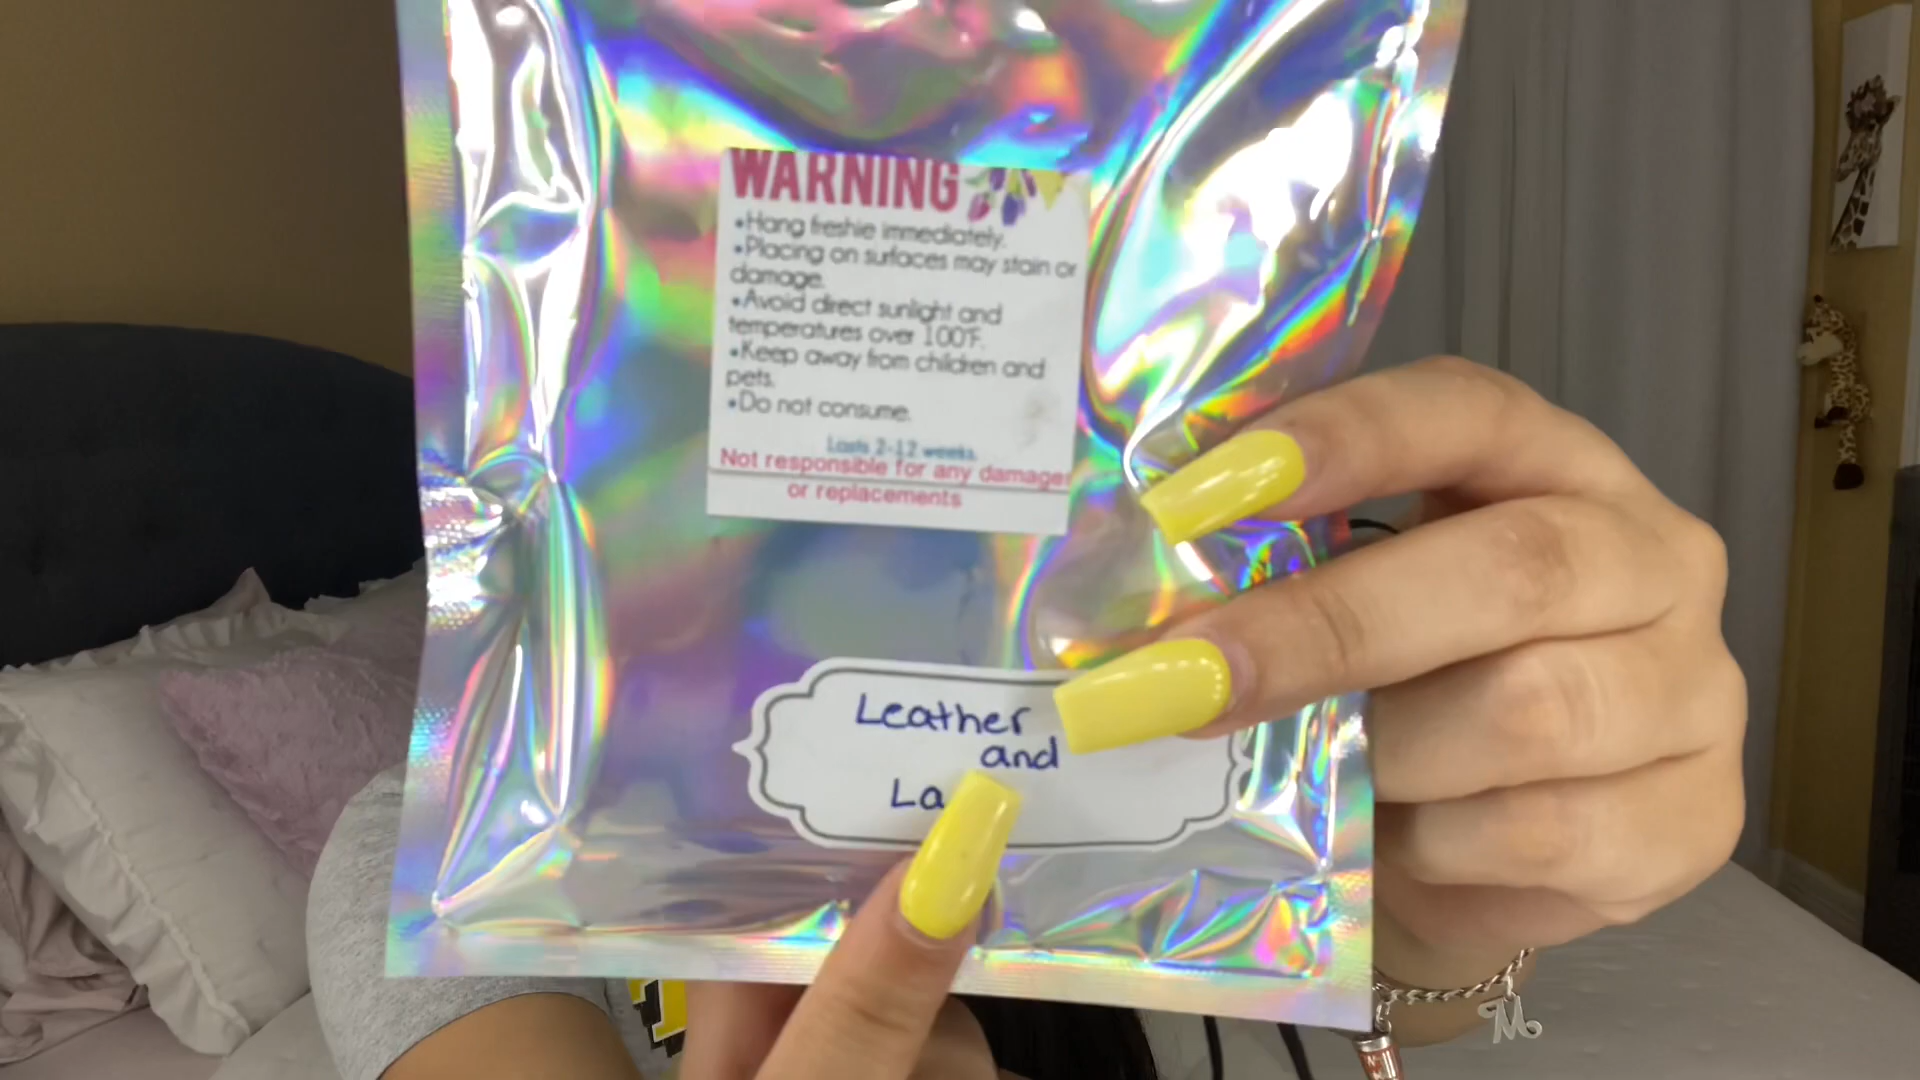 WARNING
•Hang freshie immediately.
•Placing on surfaces may stain or
damage.
•Avoid direct sunlight and
temperatures over 100°F.
•Keep away from children and
pets.
•Do not consume.
Lasts 2-12 weeks.
Not responsible for any damages
or replacements
Leather
and
La
M